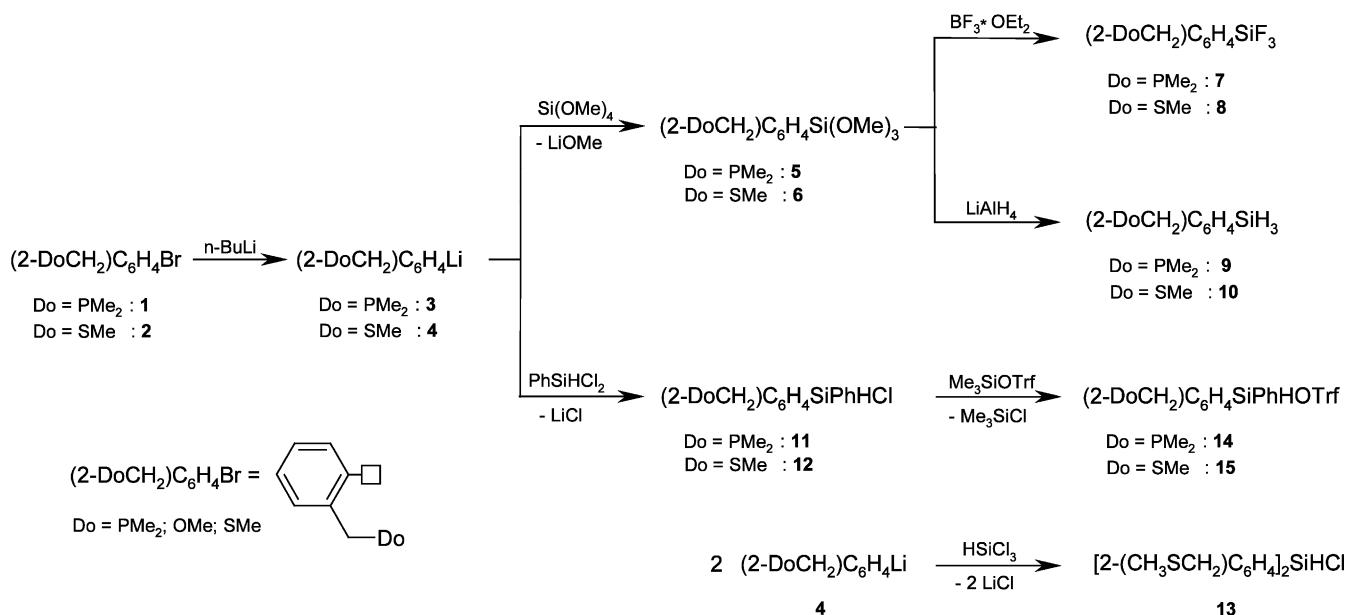 BF3* OEt2
(2-DoCH2)C6H4SiF3
Do = PMe2 : 7
Do = SMe : 8
Si(OMe)4
- LiOMe
(2-DoCH2)C6H4Si(OMe)3
Do = PMe2 : 5
Do = SMe : 6
LiAlH4
(2-DoCH2)C6H4SiH3
Do = PMe2 : 9
Do = SMe : 10
(2-DoCH2)C6H4Br
n-BuLi
(2-DoCH2)C6H4Li
Do = PMe2 : 1
Do = SMe : 2
Do = PMe2 : 3
Do = SMe : 4
PhSiHCl2
- LiCl
(2-DoCH2)C6H4SiPhHCl
Do = PMe2 : 11
Do = SMe : 12
Me3SiOTrf
- Me3SiCl
(2-DoCH2)C6H4SiPhHOTrf
Do = PMe2 : 14
Do = SMe : 15
(2-DoCH2)C6H4Br =
Do = PMe2; OMe; SMe
Do
2 (2-DoCH2)C6H4Li
4
HSiCl3
- 2 LiCl
[2-(CH3SCH2)C6H4]2SiHCl
13